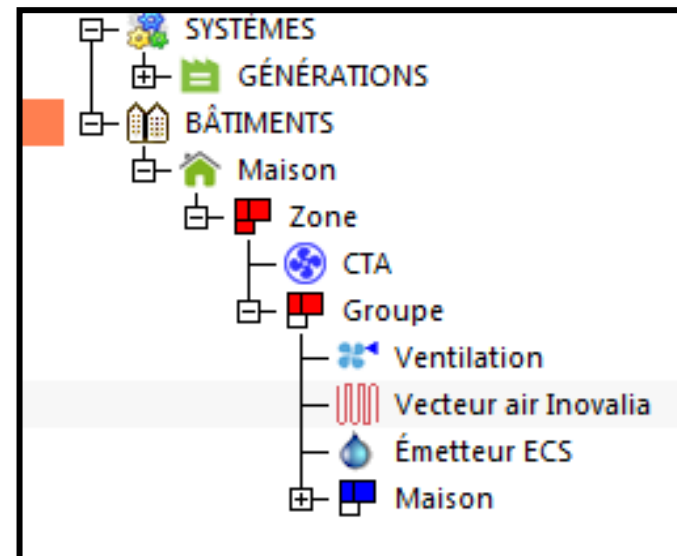 SYSTÈMES
GÉNÉRATIONS
BÂTIMENTS
Maison
Zone
CTA
Groupe
Ventilation
Vecteur air Inovalia
Émetteur ECS
Maison